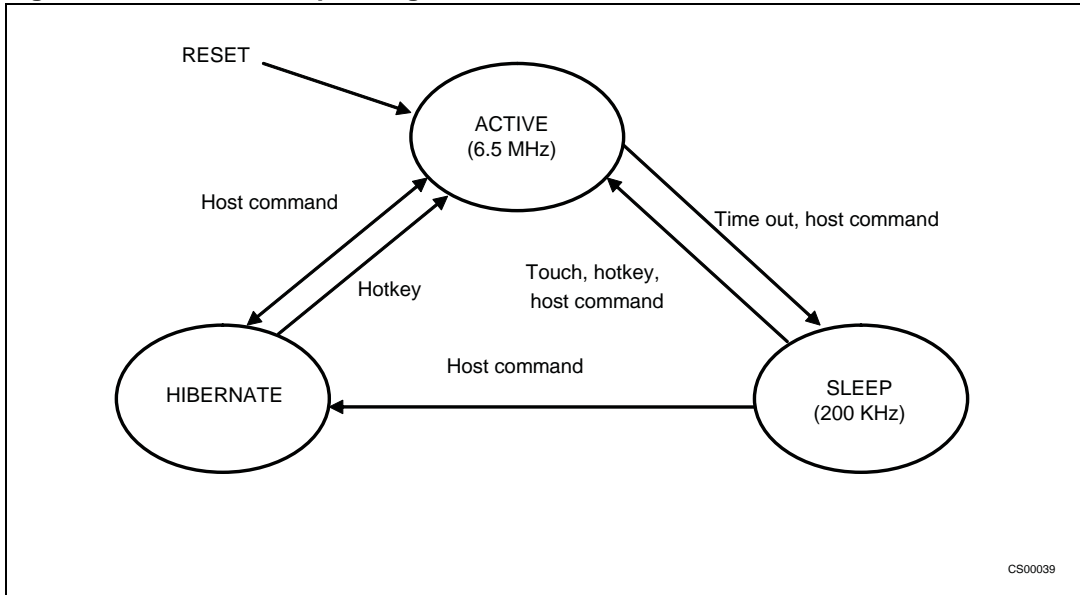 RESET
ACTIVE
(6.5 MHz)
Host command
Time out, host command
Touch, hotkey,
host command
Hotkey
Host command
HIBERNATE
SLEEP
(200 KHz)
CS00039